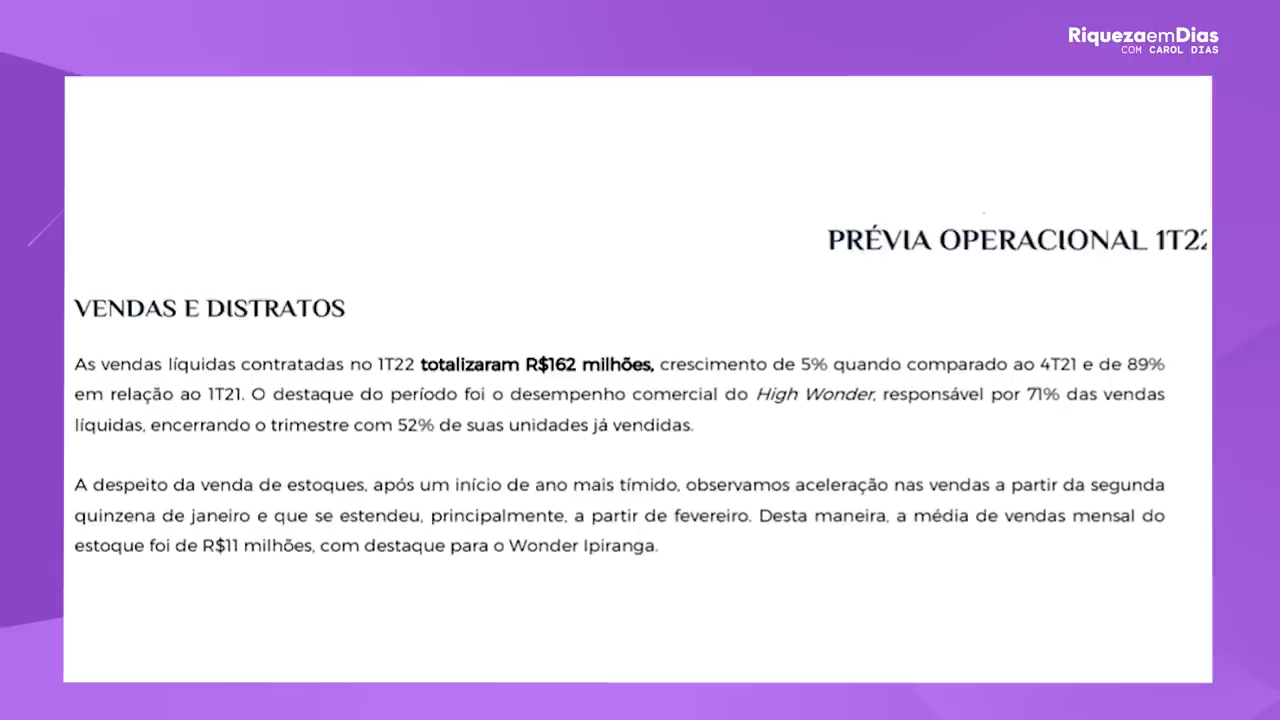 RiquezaemDias
COM CAROL DIAS
PRÉVIA OPERACIONAL 1T22
VENDAS E DISTRATOS
As vendas líquidas contratadas no 1T22 totalizaram R$162 milhões, crescimento de 5% quando comparado ao 4T21 e de 89%
em relação ao 1T21. O destaque do período foi o desempenho comercial do High Wonder, responsável por 71% das vendas
líquidas, encerrando o trimestre com 52% de suas unidades já vendidas.
A despeito da venda de estoques, após um início de ano mais tímido, observamos aceleração nas vendas a partir da segunda
quinzena de janeiro e que se estendeu, principalmente, a partir de fevereiro. Desta maneira, a média de vendas mensal do
estoque foi de R$11 milhões, com destaque para o Wonder Ipiranga.